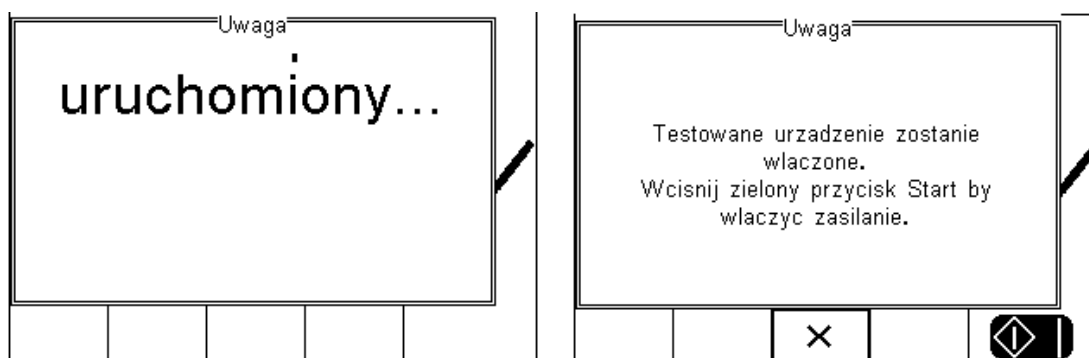 Uwaga
uruchomiony...
Uwaga
Testowane urzadzenie zostanie
wlaczone.
Wcisnij zielony przycisk Start by
wlaczyc zasilanie.